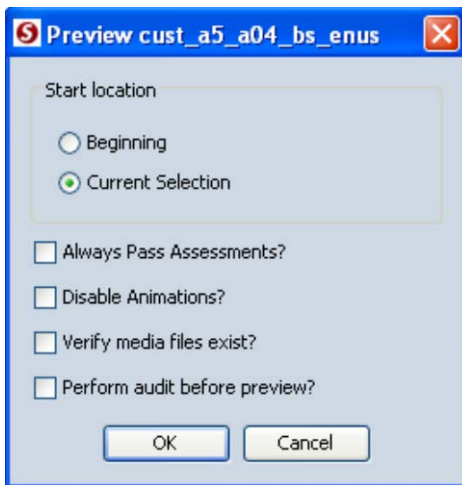 Preview cust_a5_a04_bs_enus
Start location
Beginning
Current Selection
Always Pass Assessments?
Disable Animations?
Verify media files exist?
Perform audit before preview?
OK Cancel